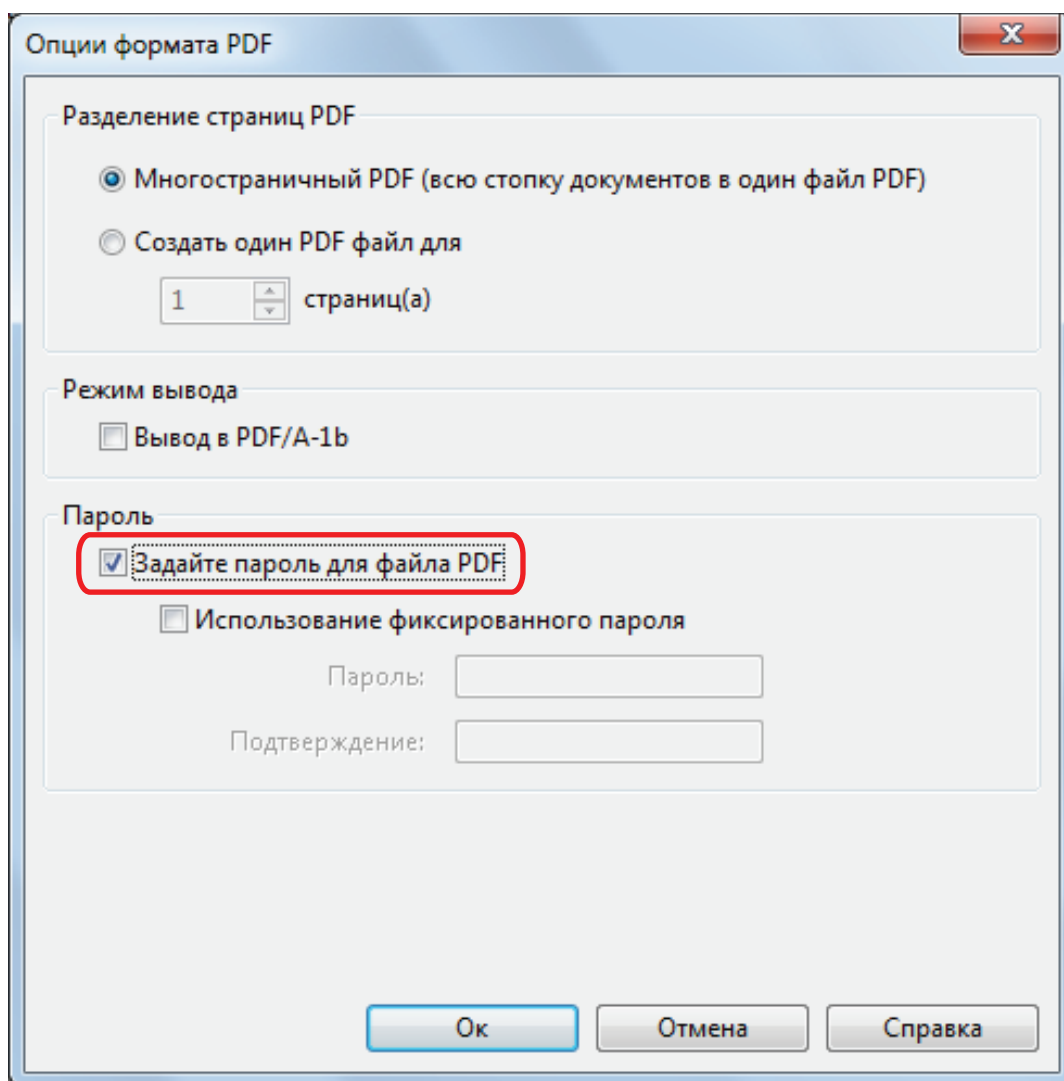 Опции формата PDF
Разделение страниц PDF
Многостраничный PDF (всю стопку документов в один файл PDF)
Создать один PDF файл для
1 страниц(а)
Режим вывода
Вывод в PDF/A-1b
Пароль
Задайте пароль для файла PDF
Использование фиксированного пароля
Пароль:
Подтверждение:
Ок Отмена Справка